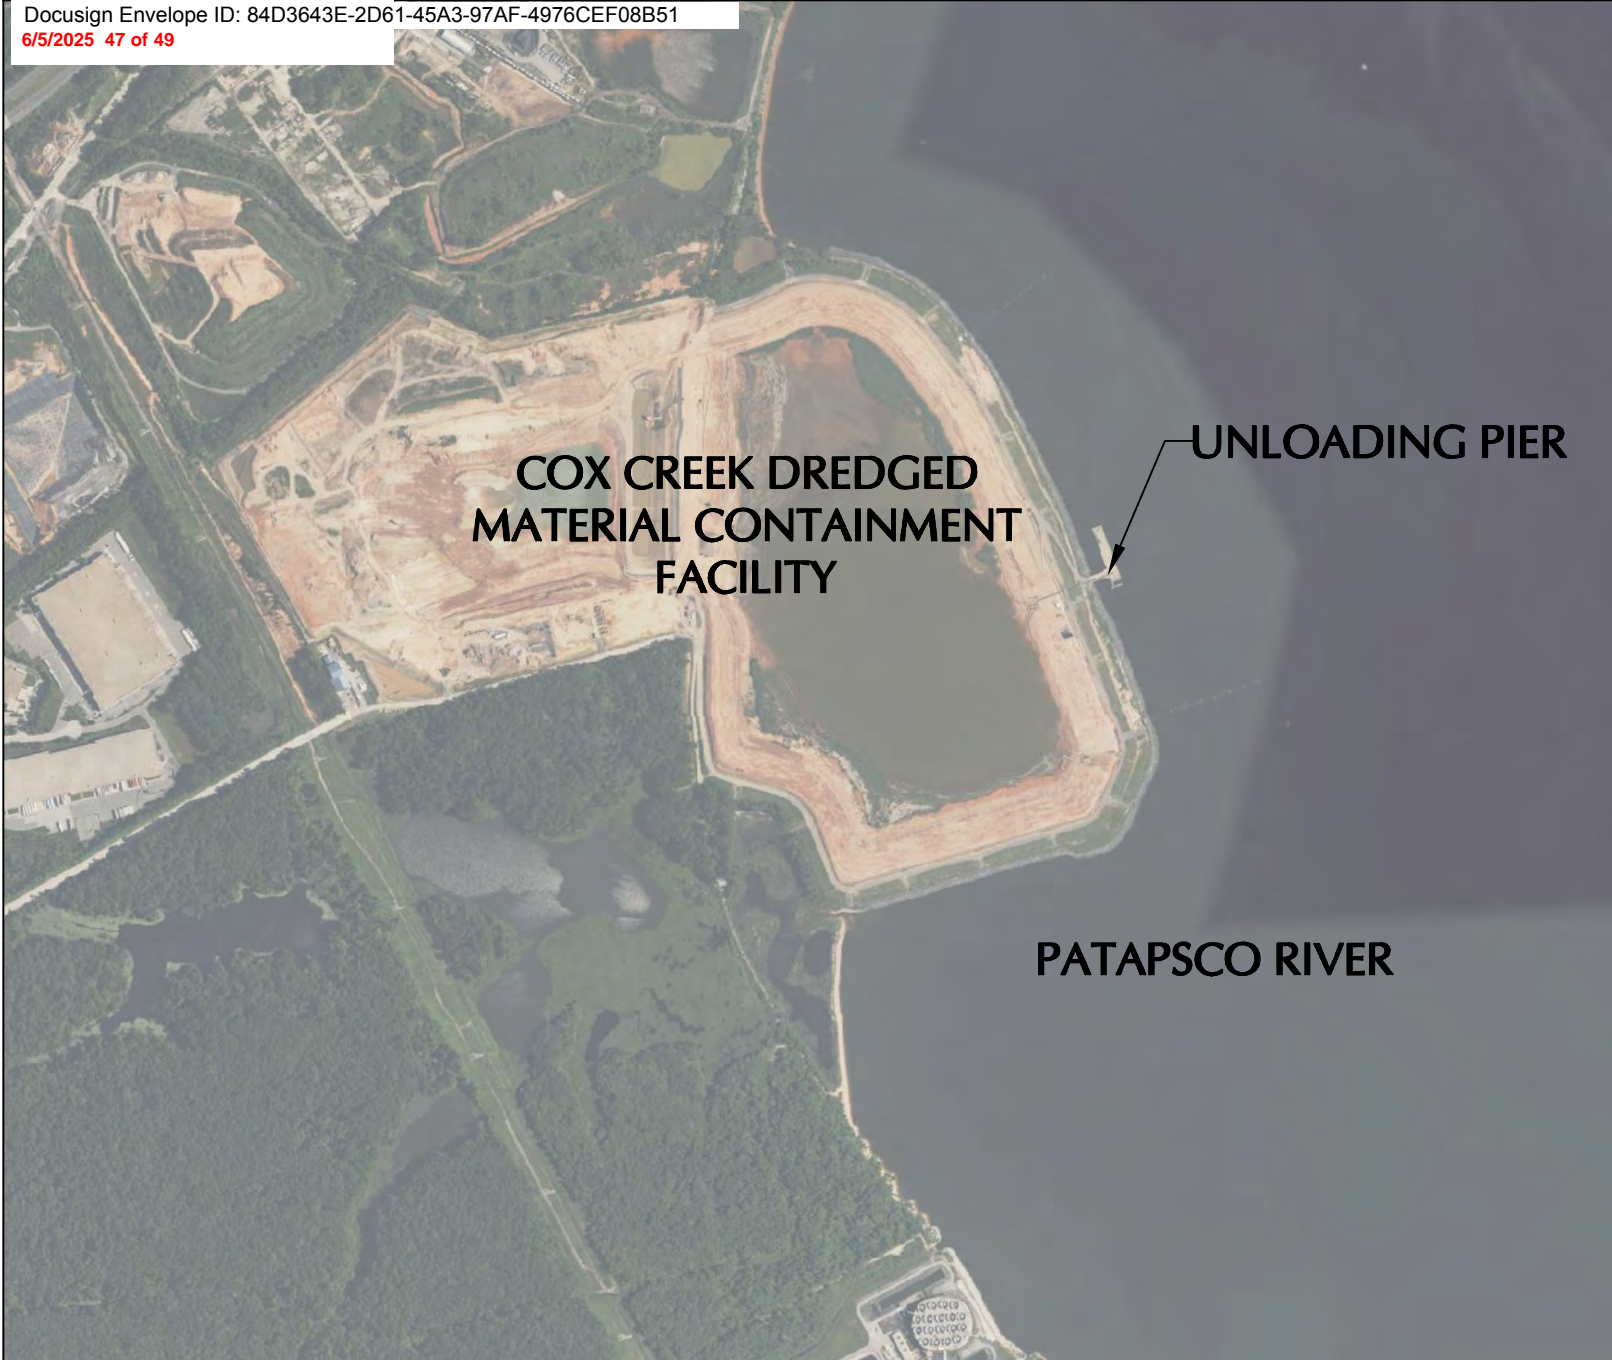 Docusign Envelope ID: 84D3643E-2D61-45A3-97AF-4976CEF08B51
6/5/2025 47 of 49
UNLOADING PIER
COX CREEK DREDGED
MATERIAL CONTAINMENT
FACILITY
PATAPSCO RIVER